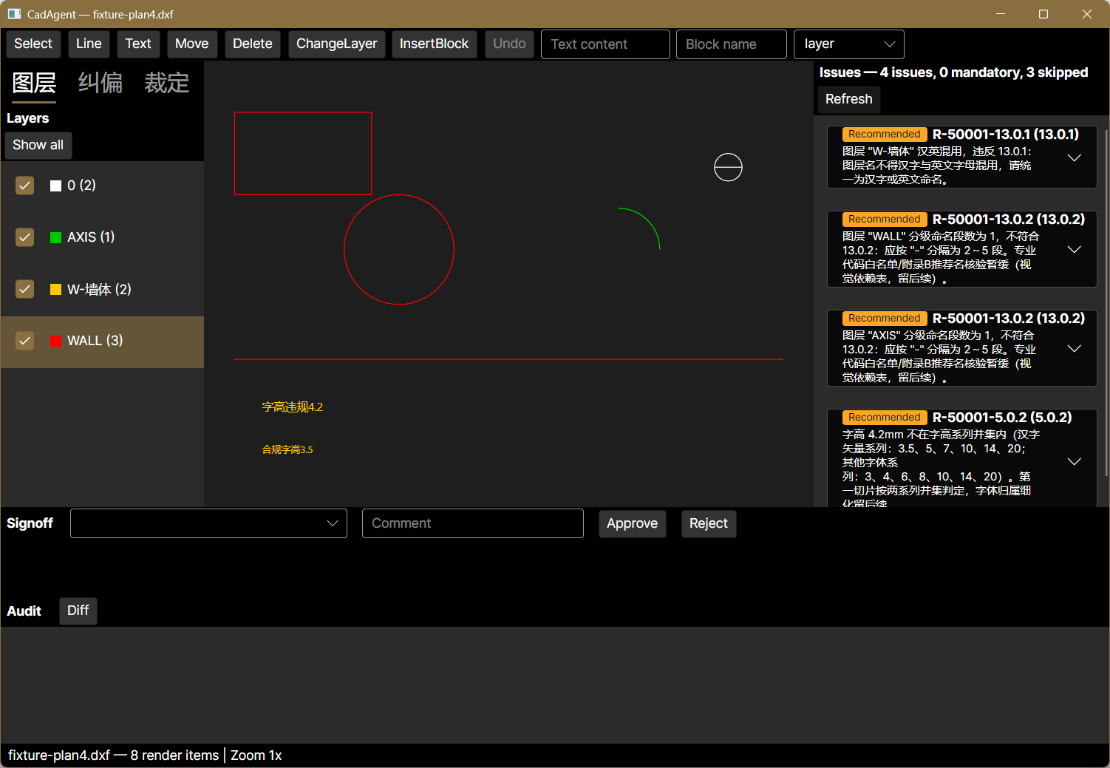 CadAgent — fixture-plan4.dxf
Select Line Text Move Delete ChangeLayer InsertBlock Undo Text content Block name layer
图层 纠偏 裁定
Layers
Show all
0 (2)
AXIS (1)
W-墙体 (2)
WALL (3)
字高违规4.2
合规字高3.5
Issues — 4 issues, 0 mandatory, 3 skipped
Refresh
Recommended R-50001-13.0.1 (13.0.1)
图层 "W-墙体" 汉英混用，违反 13.0.1：
图层名不得汉字与英文字母混用，请统
一为汉字或英文命名。
Recommended R-50001-13.0.2 (13.0.2)
图层 "WALL" 分级命名段数为 1，不符合
13.0.2：应按 "-" 分隔为 2～5 段。专业
代码白名单/附录B推荐名核验暂缓（视
觉依赖表，留后续）。
Recommended R-50001-13.0.2 (13.0.2)
图层 "AXIS" 分级命名段数为 1，不符合
13.0.2：应按 "-" 分隔为 2～5 段。专业
代码白名单/附录B推荐名核验暂缓（视
觉依赖表，留后续）。
Recommended R-50001-5.0.2 (5.0.2)
字高 4.2mm 不在字高系列并集内（汉字
矢量系列：3.5、5、7、10、14、20；
其他字体系
列：3、4、6、8、10、14、20）。第
一切片按两系列并集判定，字体归属细
化留后续
Signoff Comment Approve Reject
Audit Diff
fixture-plan4.dxf — 8 render items | Zoom 1x